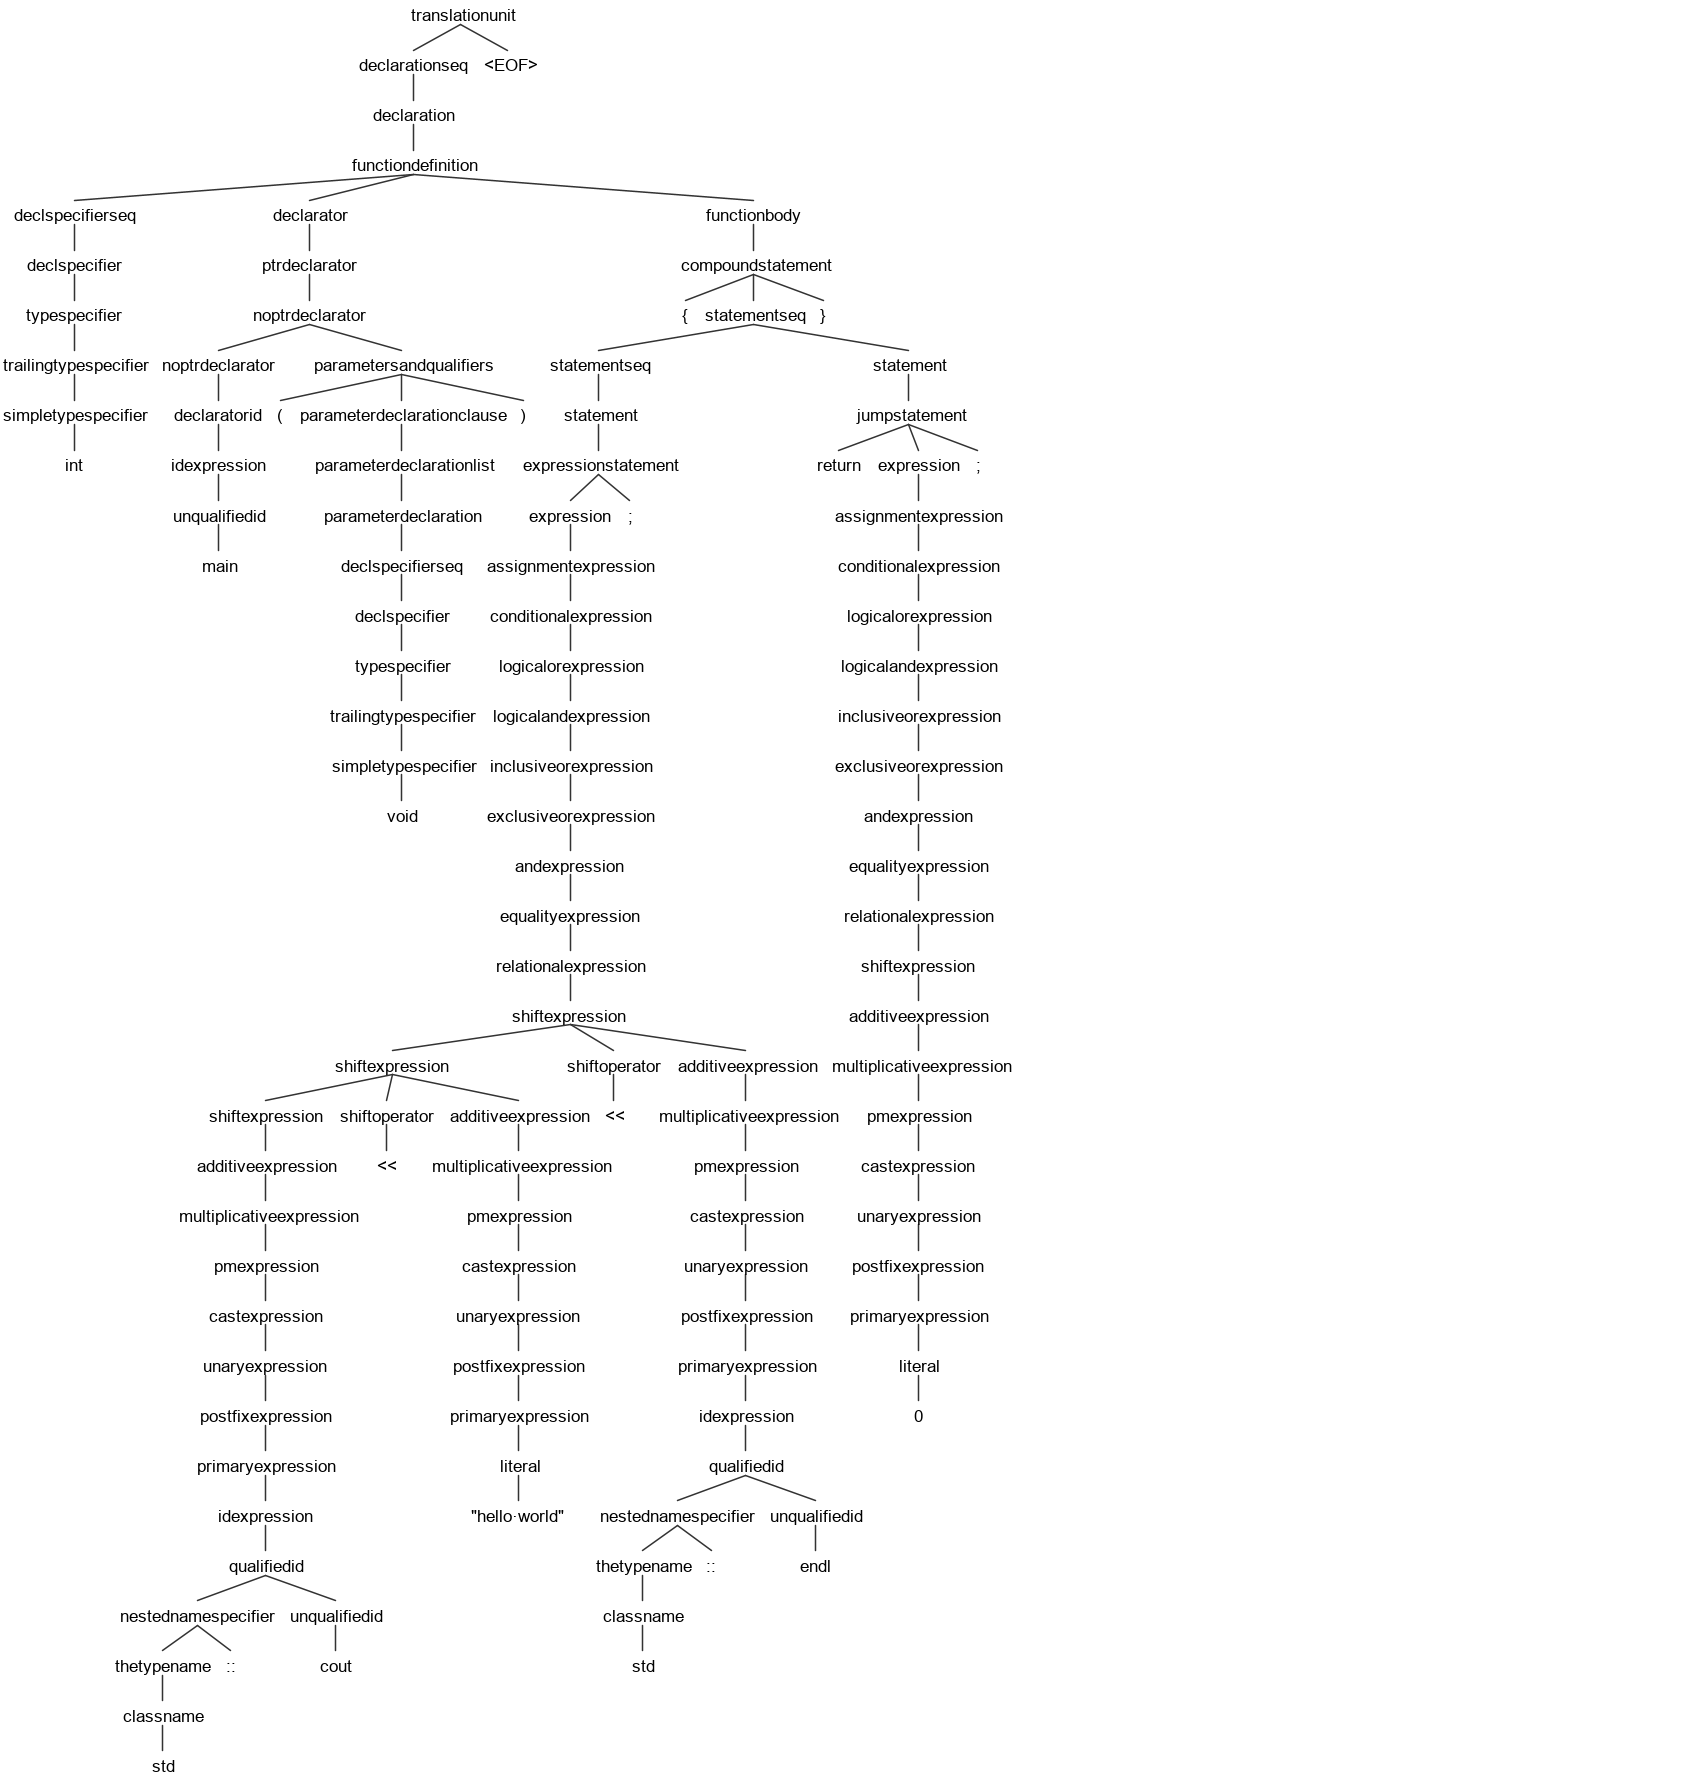 translationunit
declarationseq <EOF>
declaration
functiondefinition
declspecifierseq declarator functionbody
declspecifier ptrdeclarator compoundstatement
typespecifier noptrdeclarator { statementseq }
trailingtypespecifier noptrdeclarator parametersandqualifiers statementseq statement
simpletypespecifier declaratorid ( parameterdeclarationclause ) statement jumpstatement
int idexpression parameterdeclarationlist expressionstatement return expression ;
unqualifiedid parameterdeclaration expression ; assignmentexpression
main declspecifierseq assignmentexpression conditionalexpression
declspecifier conditionalexpression logicalorexpression
typespecifier logicalorexpression logicalandexpression
trailingtypespecifier logicalandexpression inclusiveorexpression
simpletypespecifier inclusiveorexpression exclusiveorexpression
void exclusiveorexpression andexpression
andexpression equalityexpression
equalityexpression relationalexpression
relationalexpression shiftexpression
shiftexpression additiveexpression
shiftexpression shiftoperator additiveexpression multiplicativeexpression
shiftexpression shiftoperator additiveexpression << multiplicativeexpression pmexpression
additiveexpression << multiplicativeexpression pmexpression castexpression
multiplicativeexpression pmexpression castexpression unaryexpression
pmexpression castexpression unaryexpression postfixexpression
castexpression unaryexpression postfixexpression primaryexpression
unaryexpression postfixexpression primaryexpression literal
postfixexpression primaryexpression idexpression 0
primaryexpression literal qualifiedid
idexpression "hello·world" nestednamespecifier unqualifiedid
qualifiedid thetypename :: endl
nestednamespecifier unqualifiedid classname
thetypename :: cout std
classname
std